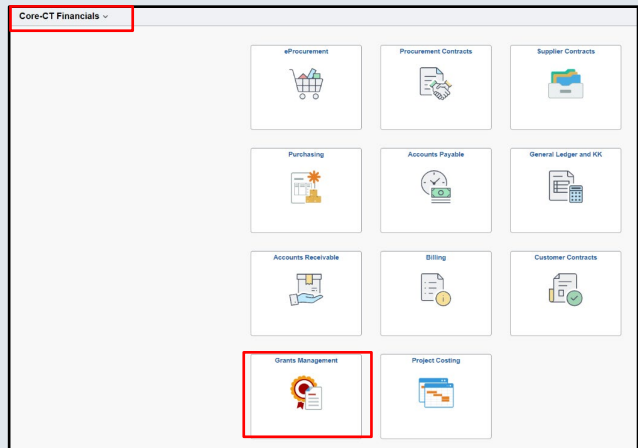 Core-CT Financials
eProcurement
Procurement Contracts
Supplier Contracts
Purchasing
Accounts Payable
General Ledger and KK
Accounts Receivable
Billing
Customer Contracts
Grants Management
Project Costing